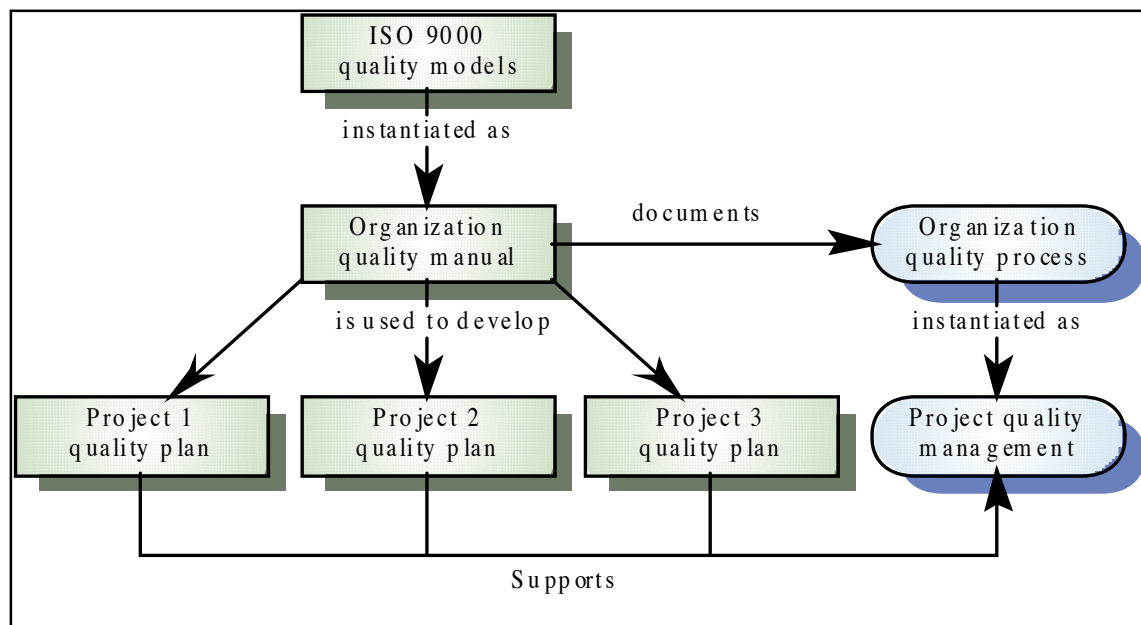 ISO 9000
quality models
instantiated as
Organization
quality manual
documents
Organization
quality process
is used to develop
instantiated as
Project 1
quality plan
Project 2
quality plan
Project 3
quality plan
Project quality
management
Supports